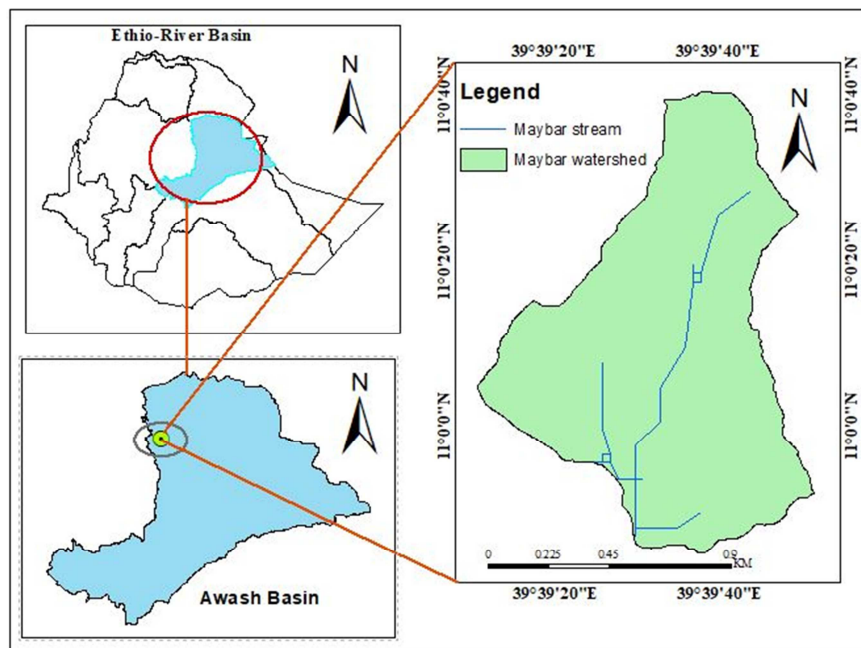 Ethio-River Basin
N
N
Awash Basin
39°39'20"E 39°39'40"E
11°0'40"N
11°0'20"N
11°0'0"N
Legend
Maybar stream
Maybar watershed
N
11°0'40"N
11°0'20"N
11°0'0"N
0 0.225 0.45 0.9
KM
39°39'20"E 39°39'40"E